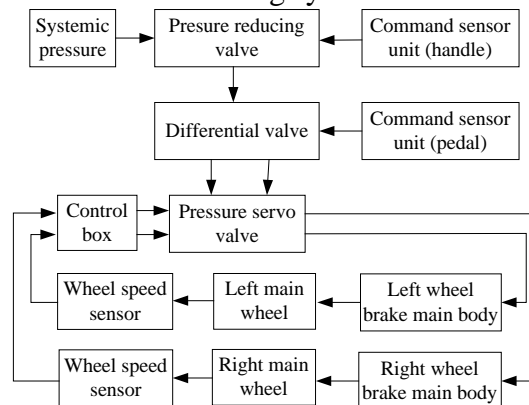 Systemic
pressure
Presure reducing
valve
Command sensor
unit (handle)
Differential valve
Command sensor
unit (pedal)
Control
box
Pressure servo
valve
Wheel speed
sensor
Left main
wheel
Left wheel
brake main body
Wheel speed
sensor
Right main
wheel
Right wheel
brake main body